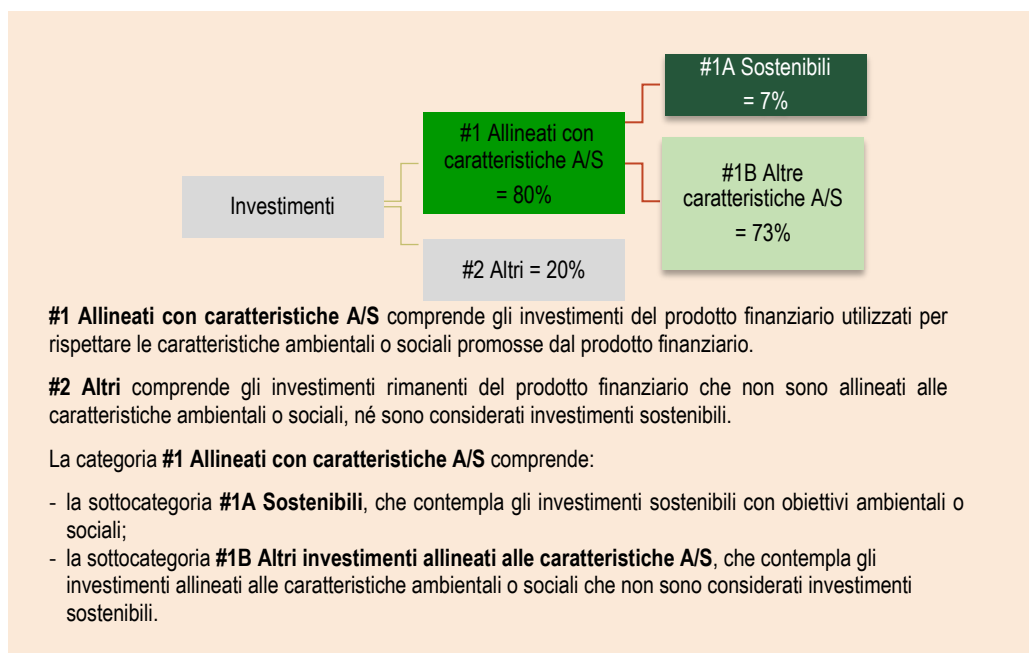 #1A Sostenibili
= 7%
#1 Allineati con
caratteristiche A/S
= 80%
#1B Altre
caratteristiche A/S
= 73%
Investimenti
#2 Altri = 20%
#1 Allineati con caratteristiche A/S comprende gli investimenti del prodotto finanziario utilizzati per
rispettare le caratteristiche ambientali o sociali promosse dal prodotto finanziario.
#2 Altri comprende gli investimenti rimanenti del prodotto finanziario che non sono allineati alle
caratteristiche ambientali o sociali, né sono considerati investimenti sostenibili.
La categoria #1 Allineati con caratteristiche A/S comprende:
- la sottocategoria #1A Sostenibili, che contempla gli investimenti sostenibili con obiettivi ambientali o
sociali;
- la sottocategoria #1B Altri investimenti allineati alle caratteristiche A/S, che contempla gli
investimenti allineati alle caratteristiche ambientali o sociali che non sono considerati investimenti
sostenibili.